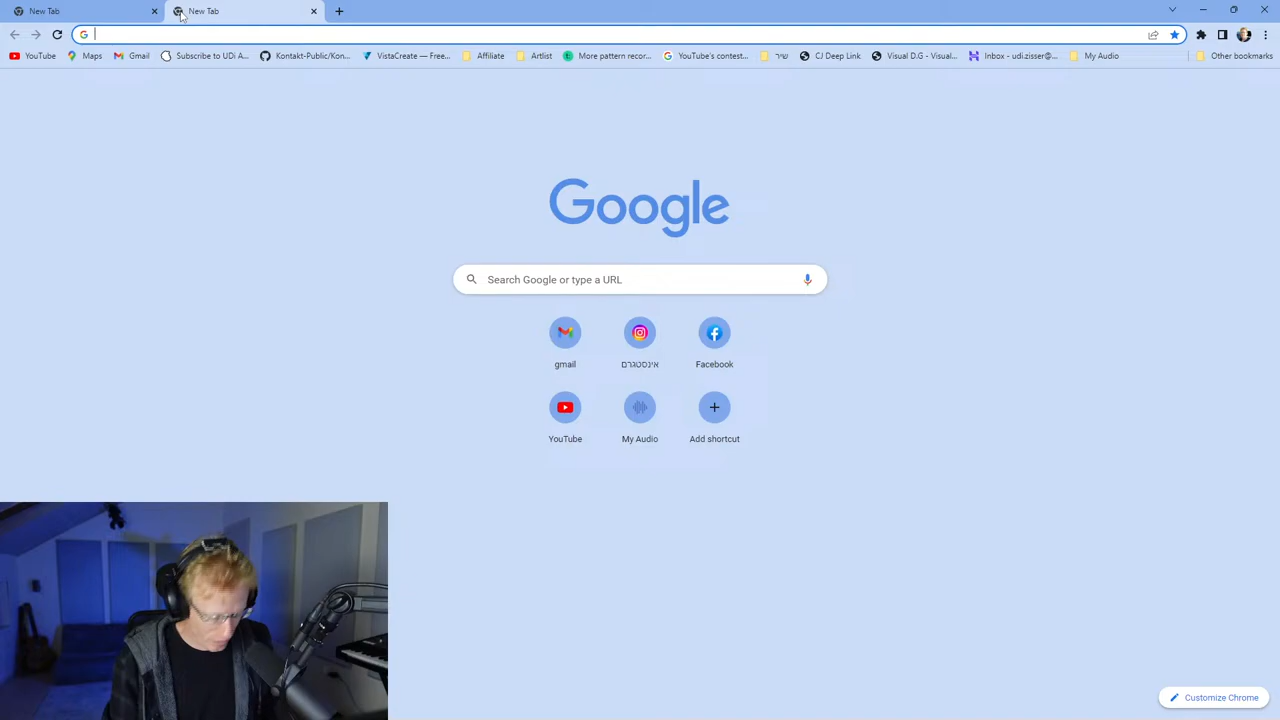 New Tab
New Tab
YouTube Maps Gmail Subscribe to UDi A... Kontakt-Public/Kon... VistaCreate — Free... Affiliate Artlist More pattern recor... YouTube's contest... שיר CJ Deep Link Visual D.G - Visual... Inbox - udi.zisser@... My Audio Other bookmarks
Google
Search Google or type a URL
gmail אינסטגרם Facebook
YouTube My Audio Add shortcut
Customize Chrome